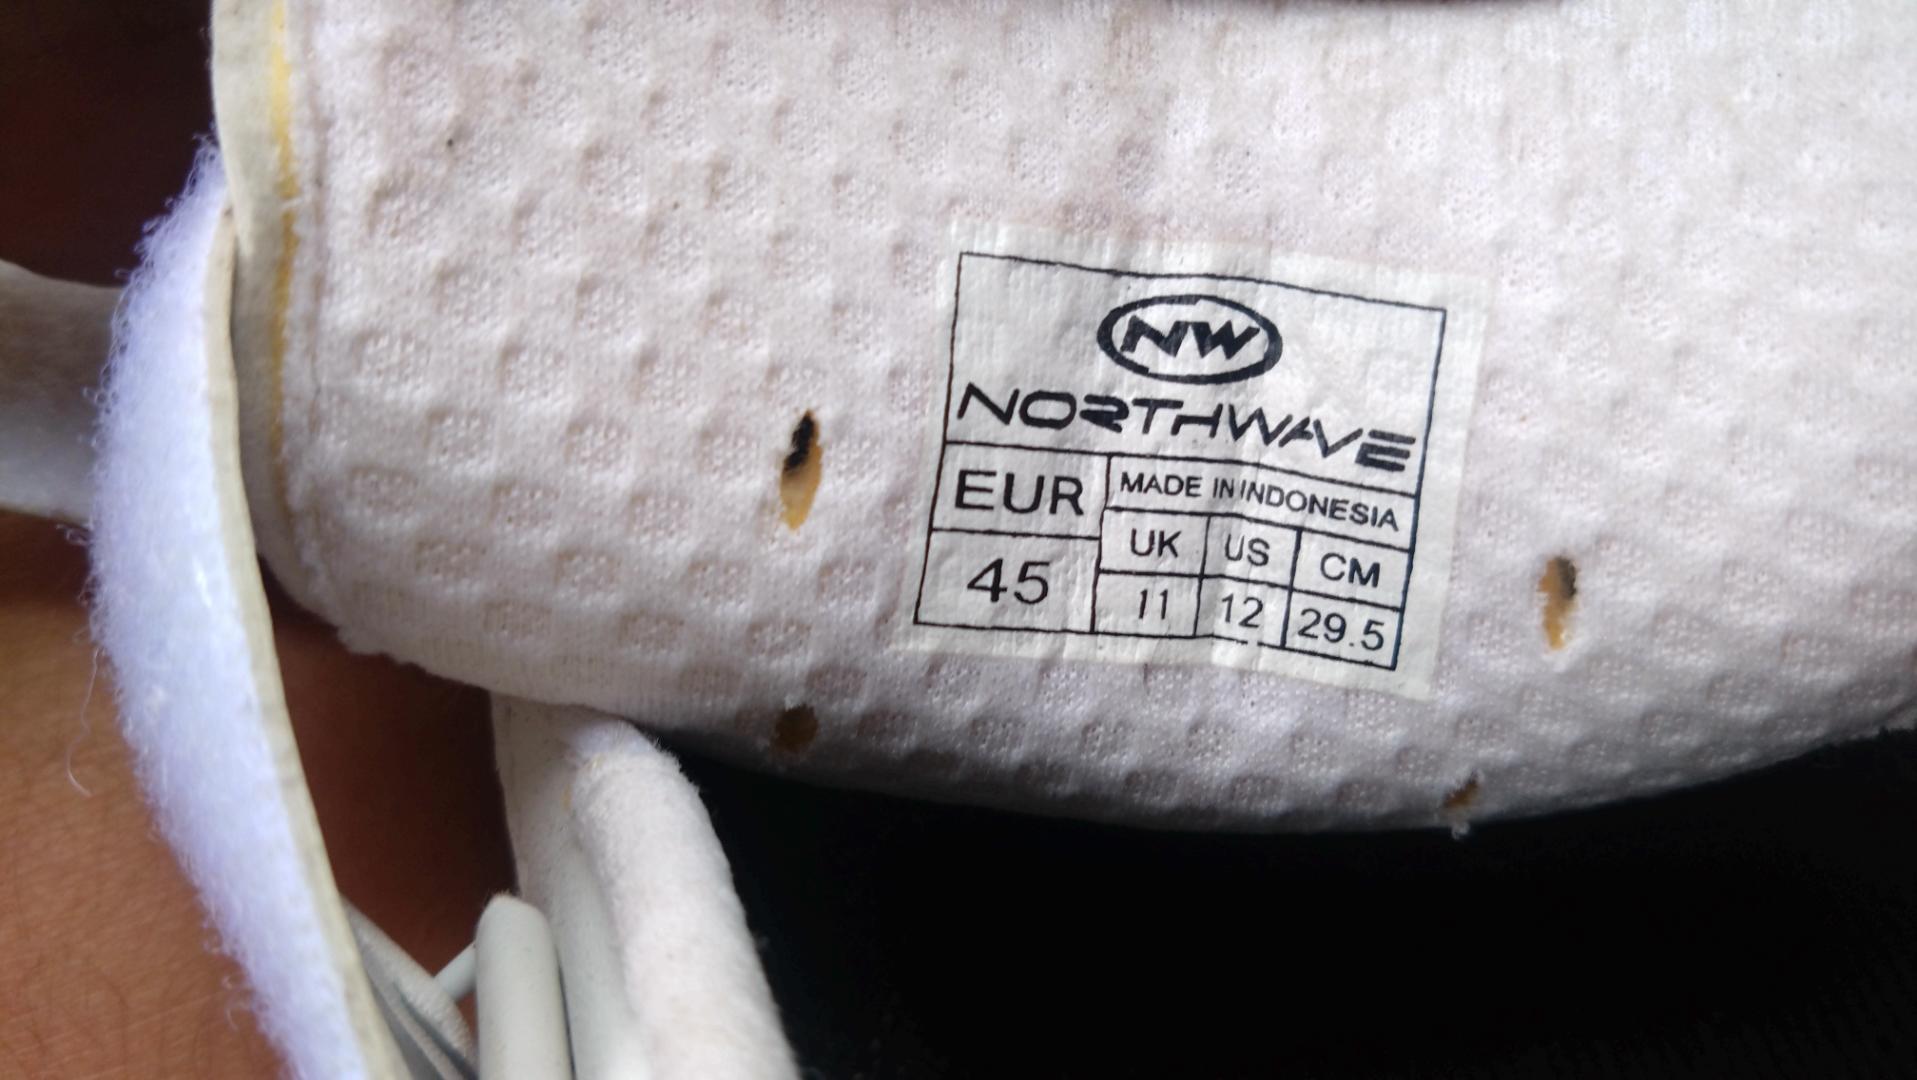 NW
NORTHWAVE
EUR
45
MADE IN INDONESIA
UK US CM
11 12 29.5